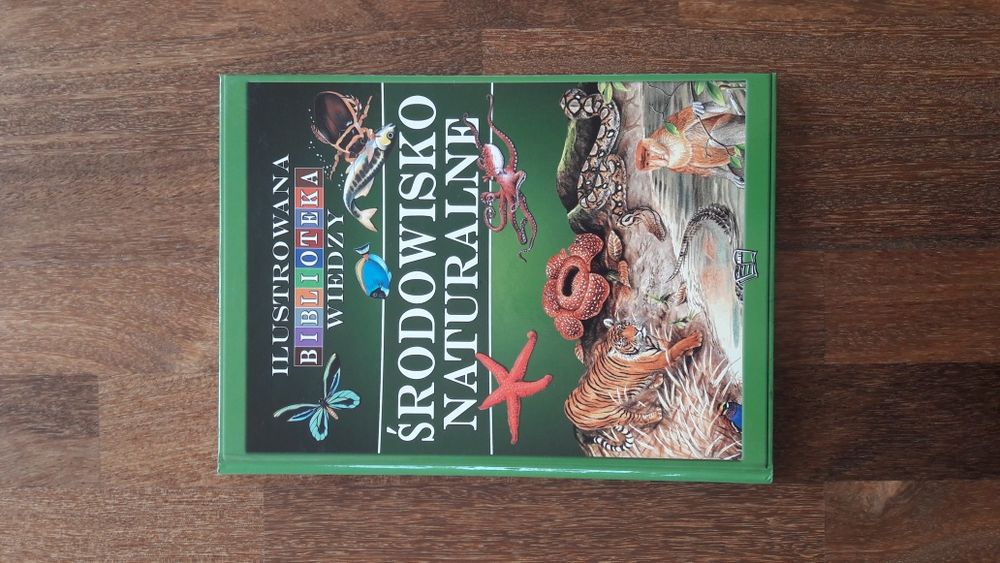 ILUSTROWANA
BIBLIOTEKA
WIEDZY
ŚRODOWISKO
NATURALNE